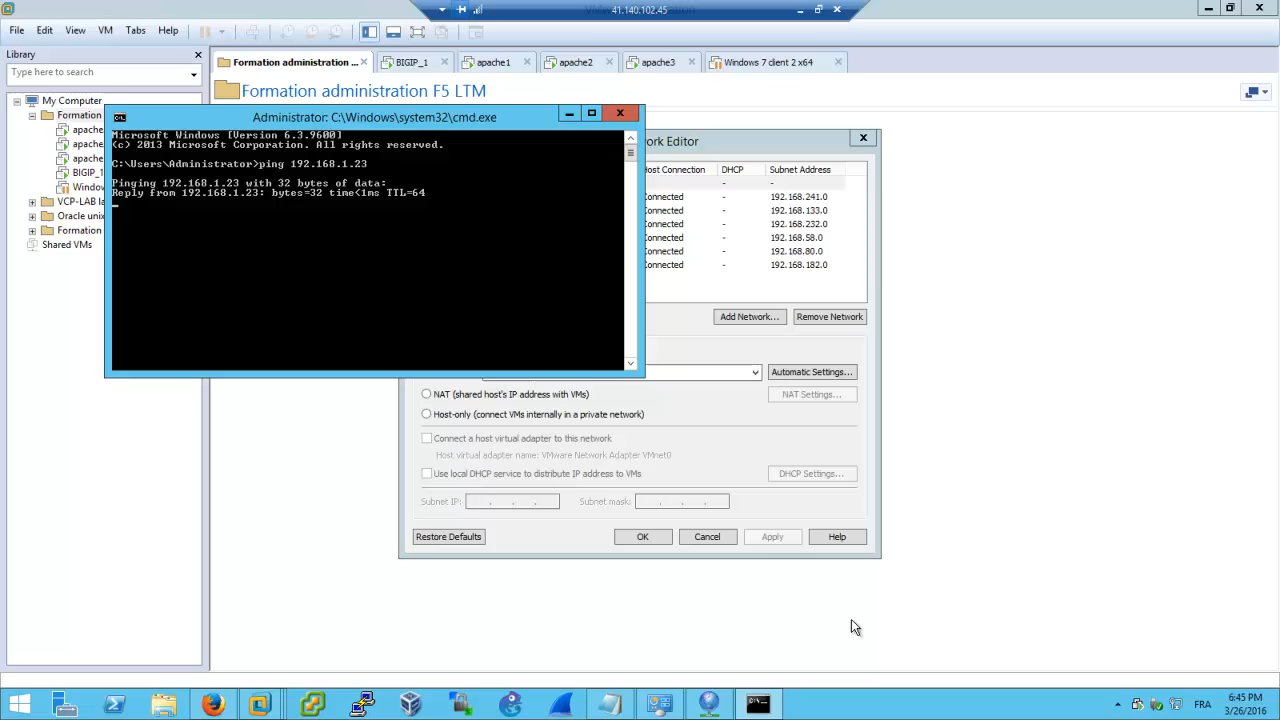 41.140.102.45
File Edit View VM Tabs Help
Library
Type here to search
My Computer
Formation
apache
apache
apache
BIGIP_1
Window
VCP-LAB la
Oracle unix
Formation
Shared VMs
Formation administration ...
BIGIP_1
apache1
apache2
apache3
Windows 7 client 2 x64
Formation administration F5 LTM
Administrator: C:\Windows\system32\cmd.exe
Microsoft Windows [Version 6.3.9600]
(c) 2013 Microsoft Corporation. All rights reserved.
C:\Users\Administrator>ping 192.168.1.23
Pinging 192.168.1.23 with 32 bytes of data:
Reply from 192.168.1.23: bytes=32 time<1ms TTL=64
ork Editor
Host Connection DHCP Subnet Address
- -
Connected - 192.168.241.0
Connected - 192.168.133.0
Connected - 192.168.232.0
Connected - 192.168.58.0
Connected - 192.168.80.0
Connected - 192.168.182.0
Add Network... Remove Network
Automatic Settings...
NAT (shared host's IP address with VMs) NAT Settings...
Host-only (connect VMs internally in a private network)
Connect a host virtual adapter to this network
Host virtual adapter name: VMware Network Adapter VMnet0
Use local DHCP service to distribute IP address to VMs DHCP Settings...
Subnet IP: . . . Subnet mask: . . .
Restore Defaults OK Cancel Apply Help
FRA
6:45 PM
3/26/2016